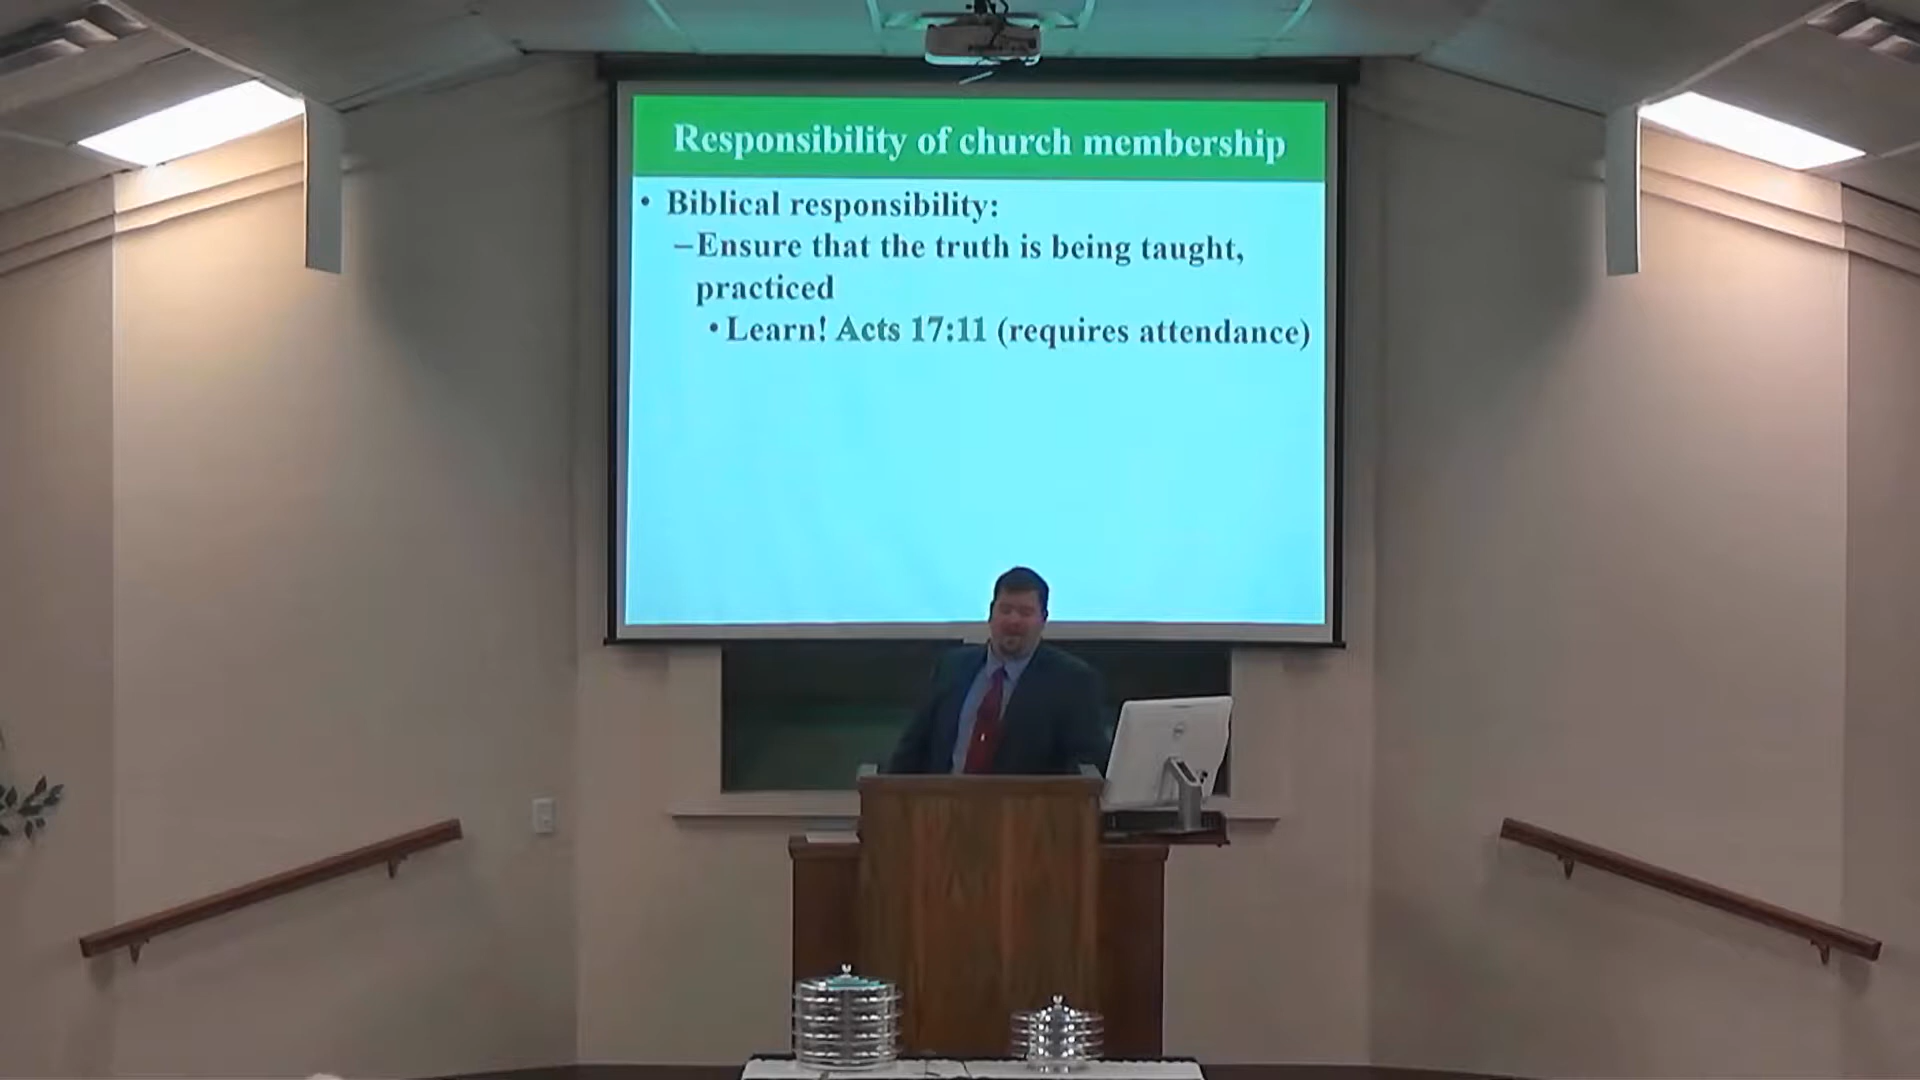 Responsibility of church membership
• Biblical responsibility:
–Ensure that the truth is being taught,
practiced
• Learn! Acts 17:11 (requires attendance)